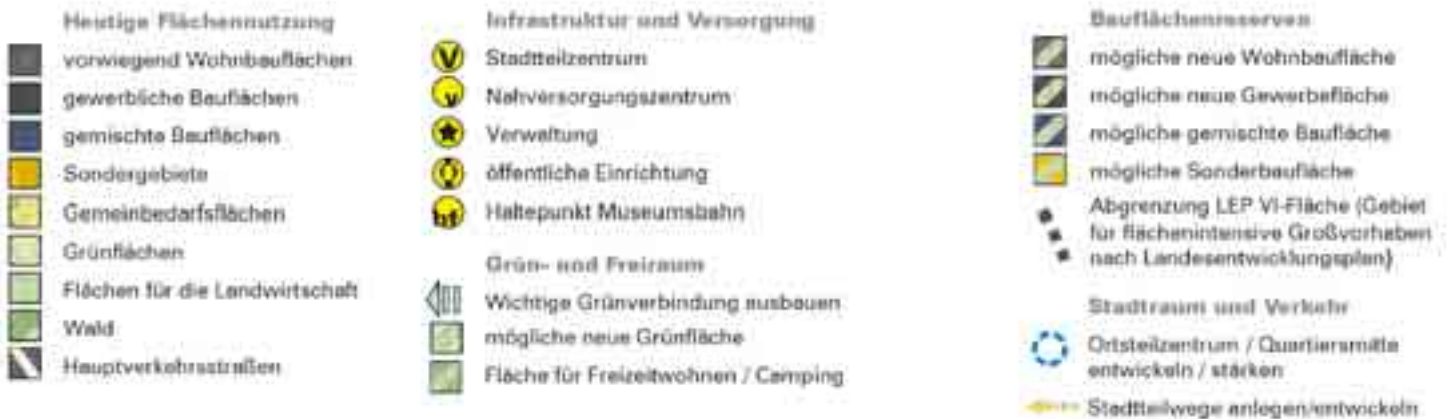 Heutige Flächennutzung
vorwiegend Wohnbauflächen
gewerbliche Bauflächen
gemischte Bauflächen
Sondergebiete
Gemeinbedarfsflächen
Grünflächen
Flächen für die Landwirtschaft
Wald
Hauptverkehrsstraßen
Infrastruktur und Versorgung
V Stadtteilzentrum
v Nahversorgungszentrum
Verwaltung
öffentliche Einrichtung
hf Haltepunkt Museumsbahn
Grün- und Freiraum
Wichtige Grünverbindung ausbauen
mögliche neue Grünfläche
Fläche für Freizeitwohnen / Camping
Bauflächenreserven
mögliche neue Wohnbaufläche
mögliche neue Gewerbefläche
mögliche gemischte Baufläche
mögliche Sonderbaufläche
Abgrenzung LEP VI-Fläche (Gebiet
für flächenintensive Großvorhaben
nach Landesentwicklungsplan)
Stadtraum und Verkehr
Ortsteilzentrum / Quartiersmitte
entwickeln / stärken
Stadtteilwege anlegen/entwickeln